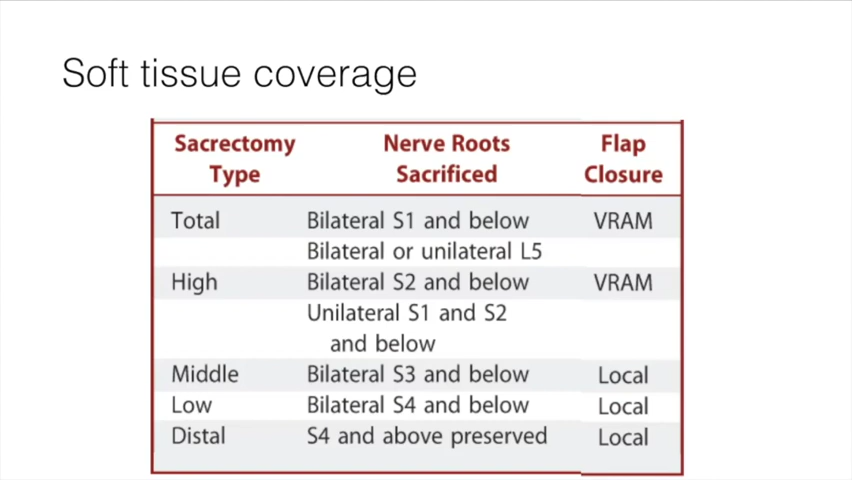 Soft tissue coverage
Sacrectomy Type Nerve Roots Sacrificed Flap Closure
Total Bilateral S1 and below VRAM
Bilateral or unilateral L5
High Bilateral S2 and below VRAM
Unilateral S1 and S2
and below
Middle Bilateral S3 and below Local
Low Bilateral S4 and below Local
Distal S4 and above preserved Local